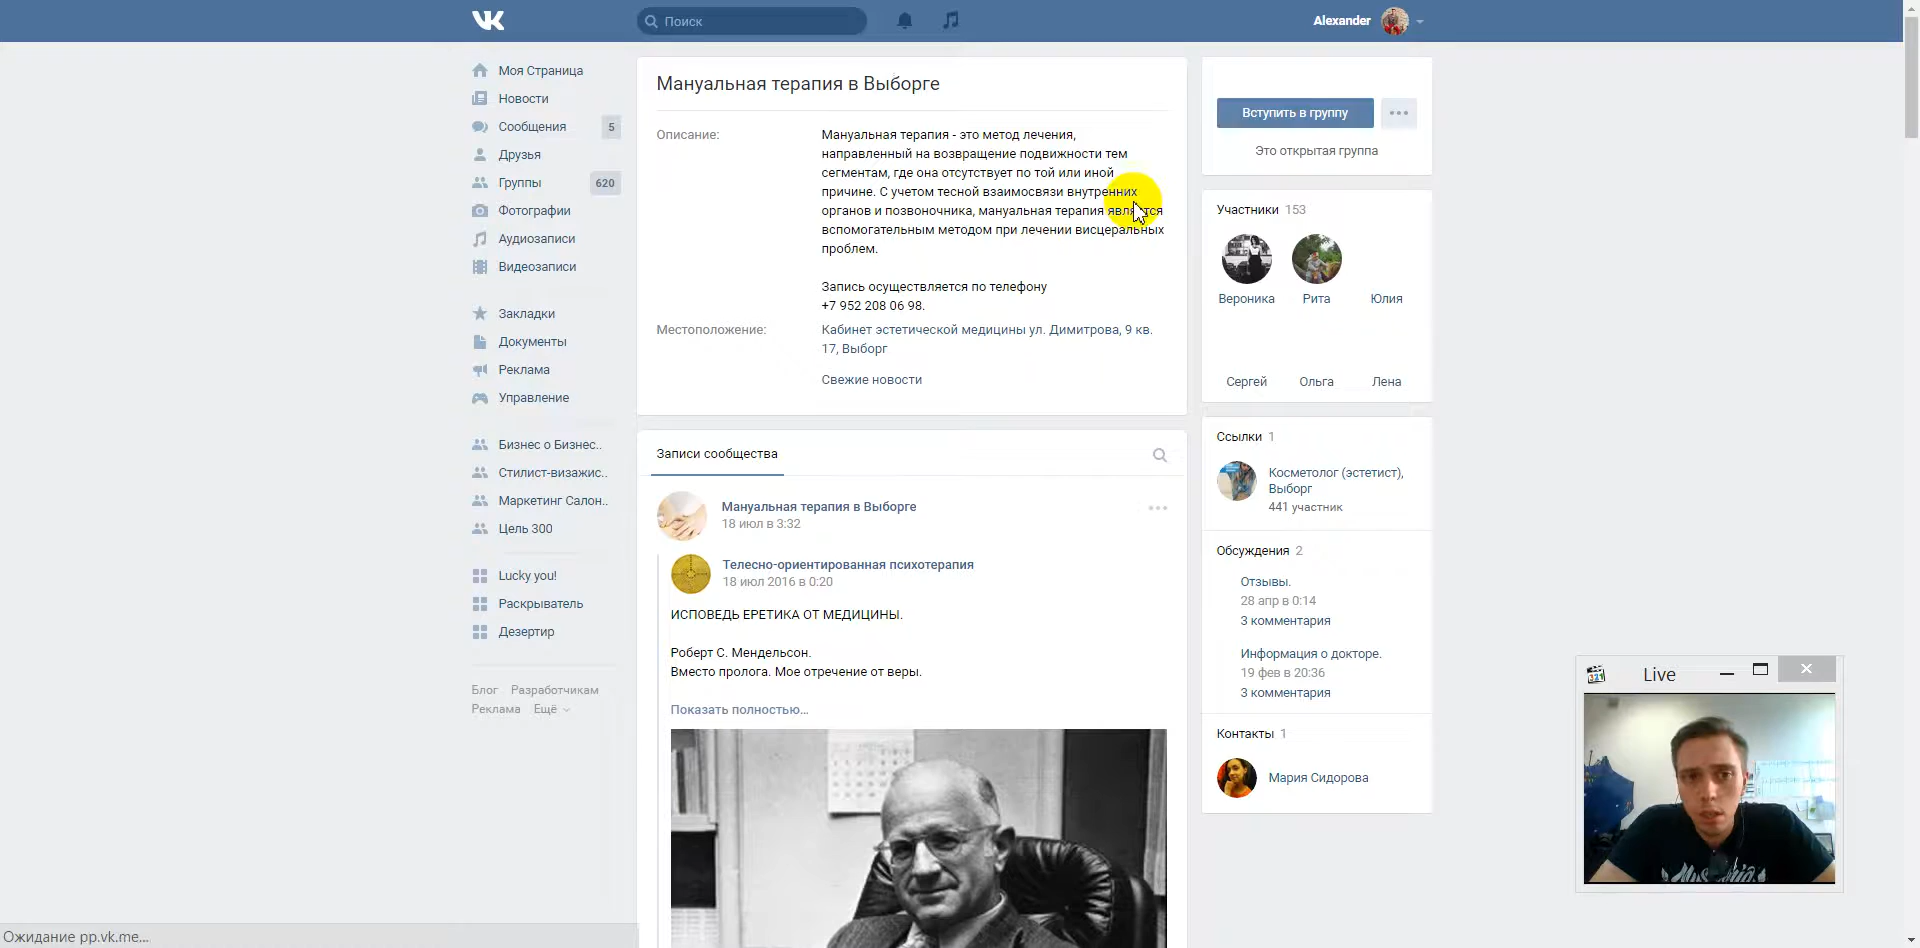 Поиск
Alexander
Моя Страница
Новости
Сообщения 5
Друзья
Группы 620
Фотографии
Аудиозаписи
Видеозаписи
Закладки
Документы
Реклама
Управление
Бизнес о Бизнес..
Стилист-визажис..
Маркетинг Салон..
Цель 300
Lucky you!
Раскрыватель
Дезертир
Блог Разработчикам
Реклама Ещё
Мануальная терапия в Выборге
Описание:
Мануальная терапия - это метод лечения,
направленный на возвращение подвижности тем
сегментам, где она отсутствует по той или иной
причине. С учетом тесной взаимосвязи внутренних
органов и позвоночника, мануальная терапия является
вспомогательным методом при лечении висцеральных
проблем.
Запись осуществляется по телефону
+7 952 208 06 98.
Местоположение:
Кабинет эстетической медицины ул. Димитрова, 9 кв.
17, Выборг
Свежие новости
Записи сообщества
Мануальная терапия в Выборге
18 июл в 3:32
Телесно-ориентированная психотерапия
18 июл 2016 в 0:20
ИСПОВЕДЬ ЕРЕТИКА ОТ МЕДИЦИНЫ.
Роберт С. Мендельсон.
Вместо пролога. Мое отречение от веры.
Показать полностью...
Вступить в группу
Это открытая группа
Участники 153
Вероника Рита Юлия
Сергей Ольга Лена
Ссылки 1
Косметолог (эстетист),
Выборг
441 участник
Обсуждения 2
Отзывы.
28 апр в 0:14
3 комментария
Информация о докторе.
19 фев в 20:36
3 комментария
Контакты 1
Мария Сидорова
Live
Ожидание pp.vk.me...